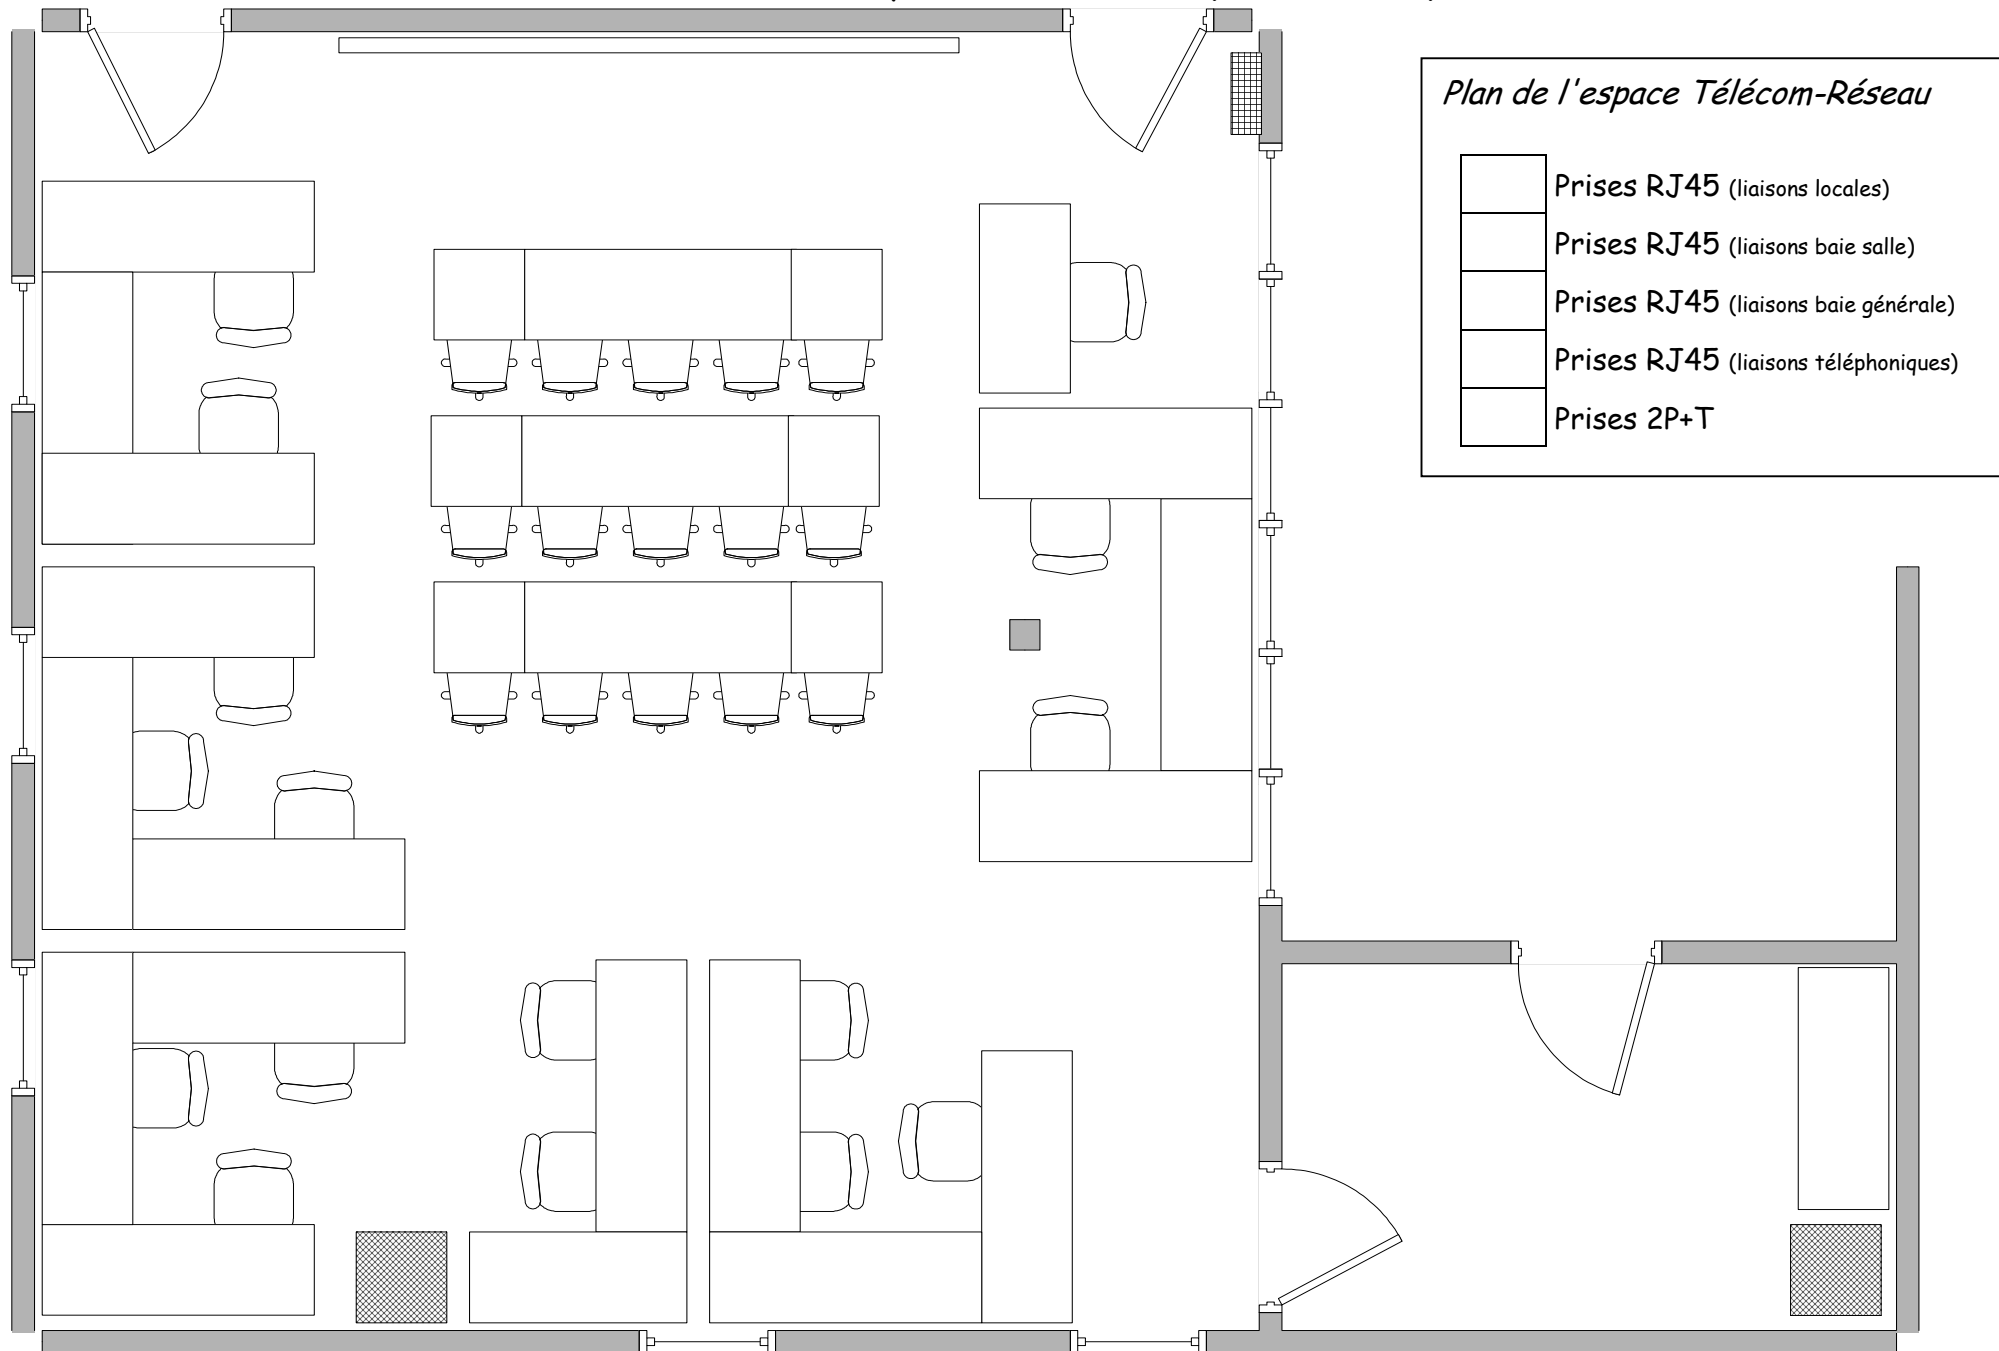 Plan de l'espace Télécom-Réseau
Prises RJ45 (liaisons locales)
Prises RJ45 (liaisons baie salle)
Prises RJ45 (liaisons baie générale)
Prises RJ45 (liaisons téléphoniques)
Prises 2P+T